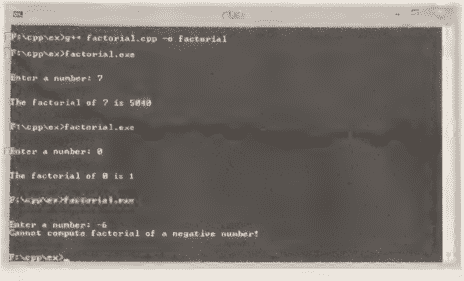 F:\cpp\ex>g++ factorial.cpp -o factorial
F:\cpp\ex>factorial.exe
Enter a number: 7
The factorial of 7 is 5040
F:\cpp\ex>factorial.exe
Enter a number: 0
The factorial of 0 is 1
F:\cpp\ex>factorial.exe
Enter a number: -6
Cannot compute factorial of a negative number!
F:\cpp\ex>_